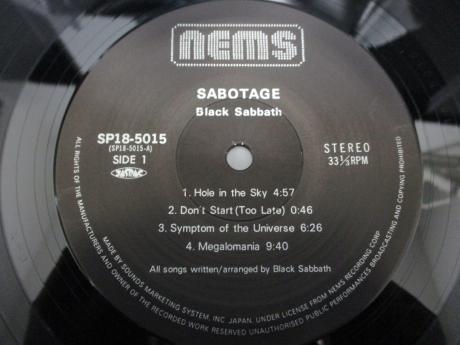 nems
SABOTAGE
Black Sabbath
SP18-5015
(SP18-5015-A)
SIDE 1
JASRAC
STEREO
33⅓RPM
1. Hole in the Sky 4:57
2. Don't Start (Too Late) 0:46
3. Symptom of the Universe 6:26
4. Megalomania 9:40
All songs written/arranged by Black Sabbath
ALL RIGHTS OF THE MANUFACTURERS AND OWNER OF THE RECORDED WORK RESERVED UNAUTHORISED PUBLIC PERFORMANCES BROADCASTING AND COPYING PROHIBITED
MADE BY SOUNDS MARKETING SYSTEM, INC. JAPAN, UNDER LICENSE FROM NEMS RECORDING CORP